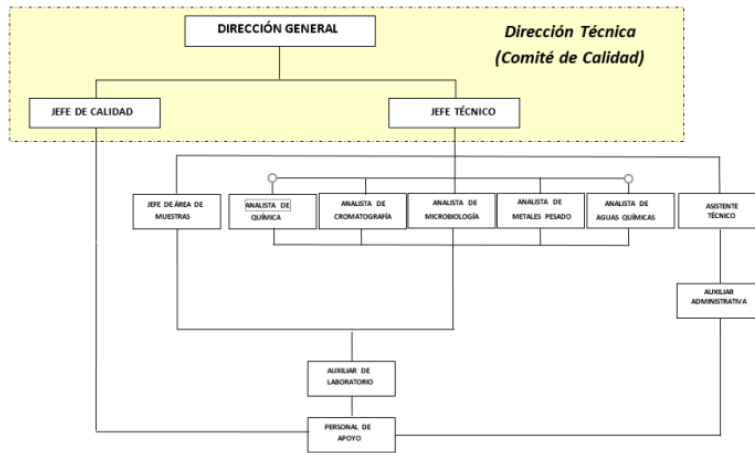 DIRECCIÓN GENERAL
Dirección Técnica
(Comité de Calidad)
JEFE DE CALIDAD
JEFE TÉCNICO
JEFE DE ÁREA DE
MUESTRAS
ANALISTA DE
QUÍMICA
ANALISTA DE
CROMATOGRAFÍA
ANALISTA DE
MICROBIOLOGÍA
ANALISTA DE
METALES PESADO
ANALISTA DE
AGUAS QUÍMICAS
ASISTENTE
TÉCNICO
AUXILIAR
ADMINISTRATIVA
AUXILIAR DE
LABORATORIO
PERSONAL DE
APOYO